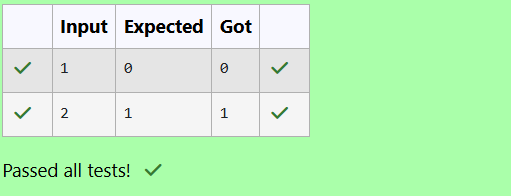 Input Expected Got
1 0 0
2 1 1
Passed all tests!